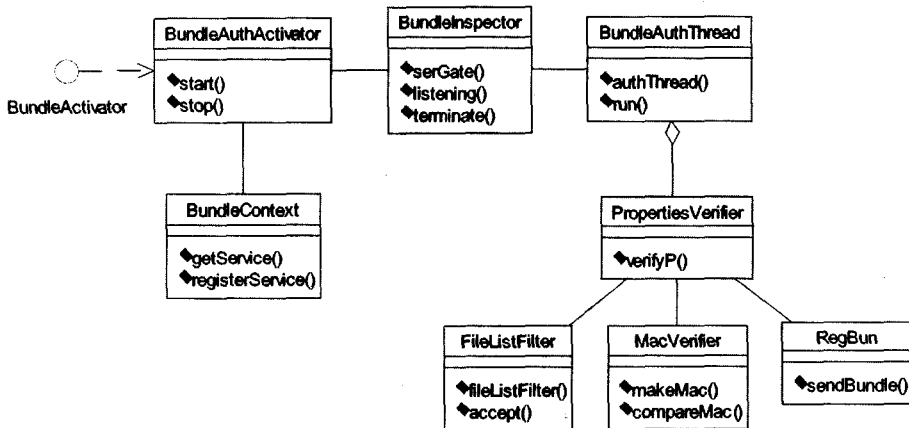 BundleAuthActivator
start()
stop()
BundleInspector
serGate()
listening()
terminate()
BundleAuthThread
authThread()
run()
BundleActivator
BundleContext
getService()
registerService()
PropertiesVerifier
verifyP()
FileListFilter
fileListFilter()
accept()
MacVerifier
makeMac()
compareMac()
RegBun
sendBundle()